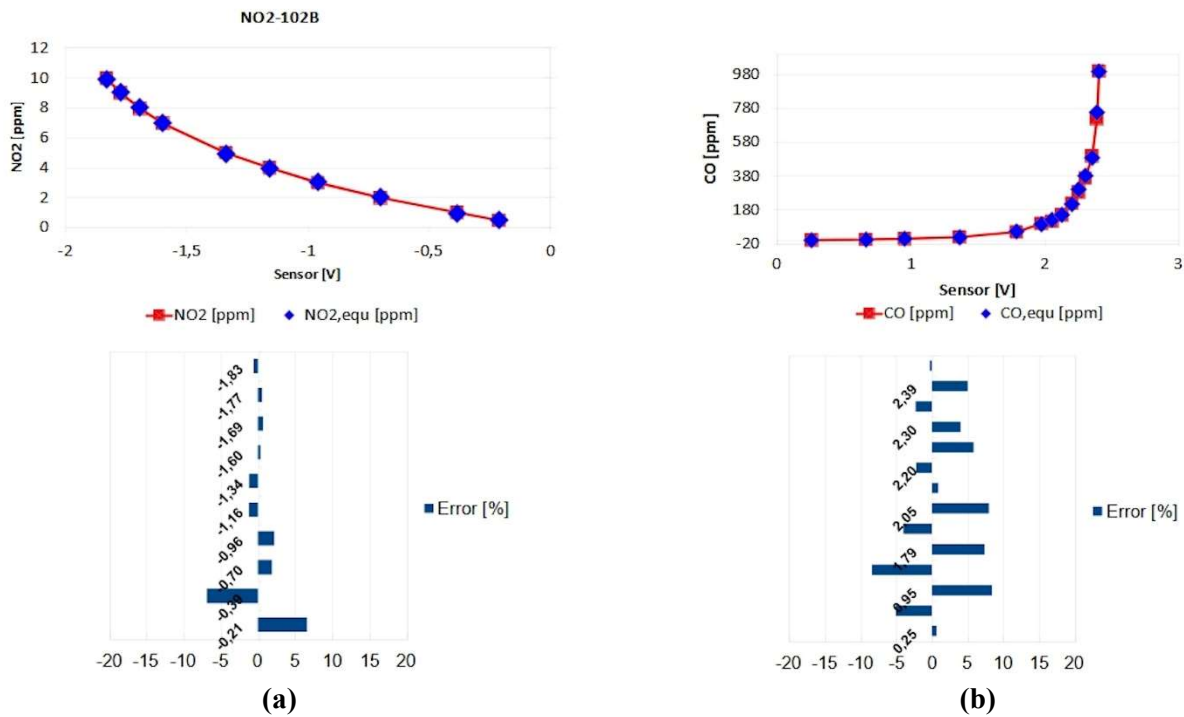 NO2-102B
12
10
8
6
4
2
0
NO2 [ppm]
-2
-1,5
-1
-0,5
0
Sensor [V]
NO2 [ppm]
NO2,equ [ppm]
-1,83
-1,77
-1,69
-1,60
-1,34
-1,16
-0,96
-0,70
-0,39
-0,21
Error [%]
-20 -15 -10 -5 0 5 10 15 20
(a)
980
780
580
380
180
-20
CO [ppm]
0
1
2
3
Sensor [V]
CO [ppm]
CO,equ [ppm]
2,39
2,30
2,20
2,05
1,79
0,95
0,25
Error [%]
-20 -15 -10 -5 0 5 10 15 20
(b)